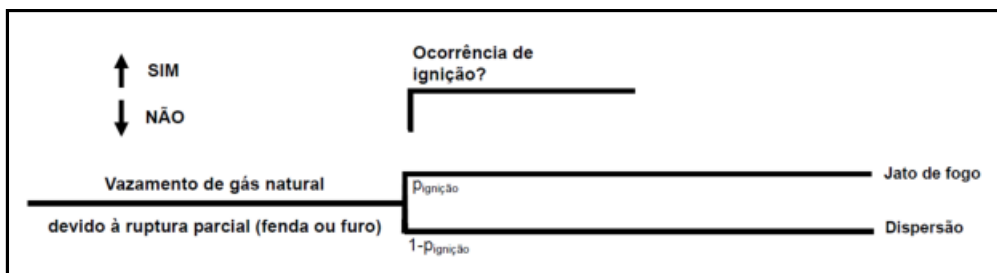 Ocorrência de
ignição?
SIM
NÃO
Vazamento de gás natural
devido à ruptura parcial (fenda ou furo)
pignição
Jato de fogo
1-pignição
Dispersão